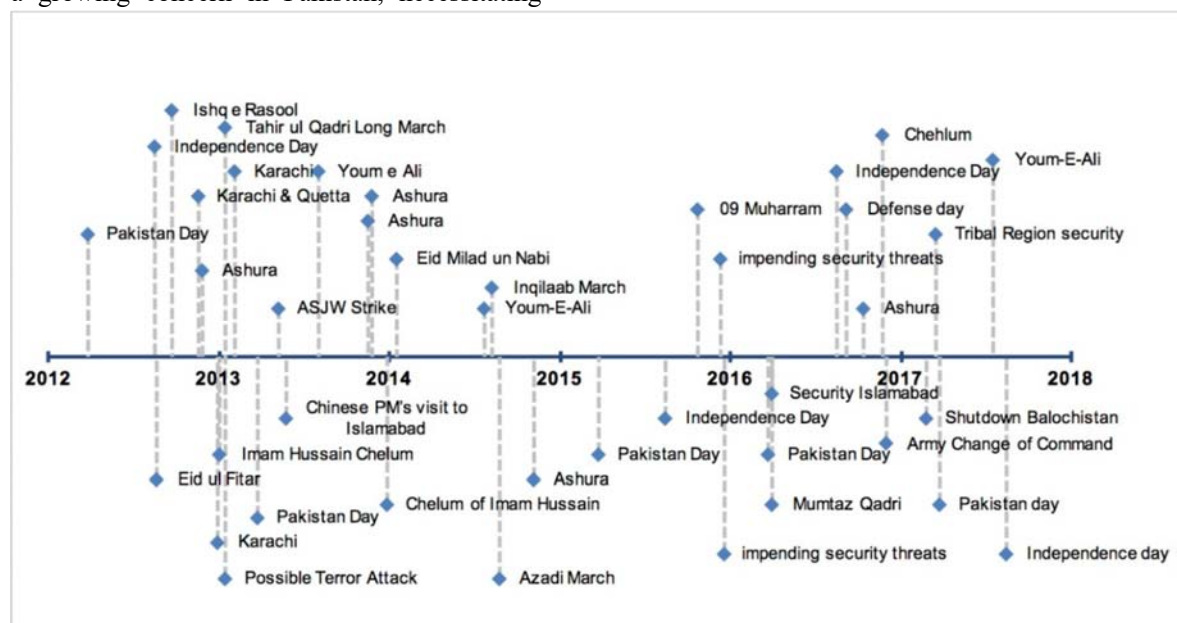 a growing concern in Pakistan, necessitating
Ishq e Rasool
Tahir ul Qadri Long March
Independence Day
Karachi
Youm e Ali
Karachi & Quetta
Ashura
Ashura
Pakistan Day
Ashura
Eid Milad un Nabi
Inqilaab March
ASJW Strike
Youm-E-Ali
Chehlum
Youm-E-Ali
Independence Day
09 Muharram
Defense day
Tribal Region security
impending security threats
Ashura
2012
2013
2014
2015
2016
2017
2018
Security Islamabad
Chinese PM's visit to
Islamabad
Independence Day
Shutdown Balochistan
Army Change of Command
Imam Hussain Chelum
Pakistan Day
Pakistan Day
Eid ul Fitar
Ashura
Chelum of Imam Hussain
Mumtaz Qadri
Pakistan day
Pakistan Day
Karachi
impending security threats
Independence day
Possible Terror Attack
Azadi March